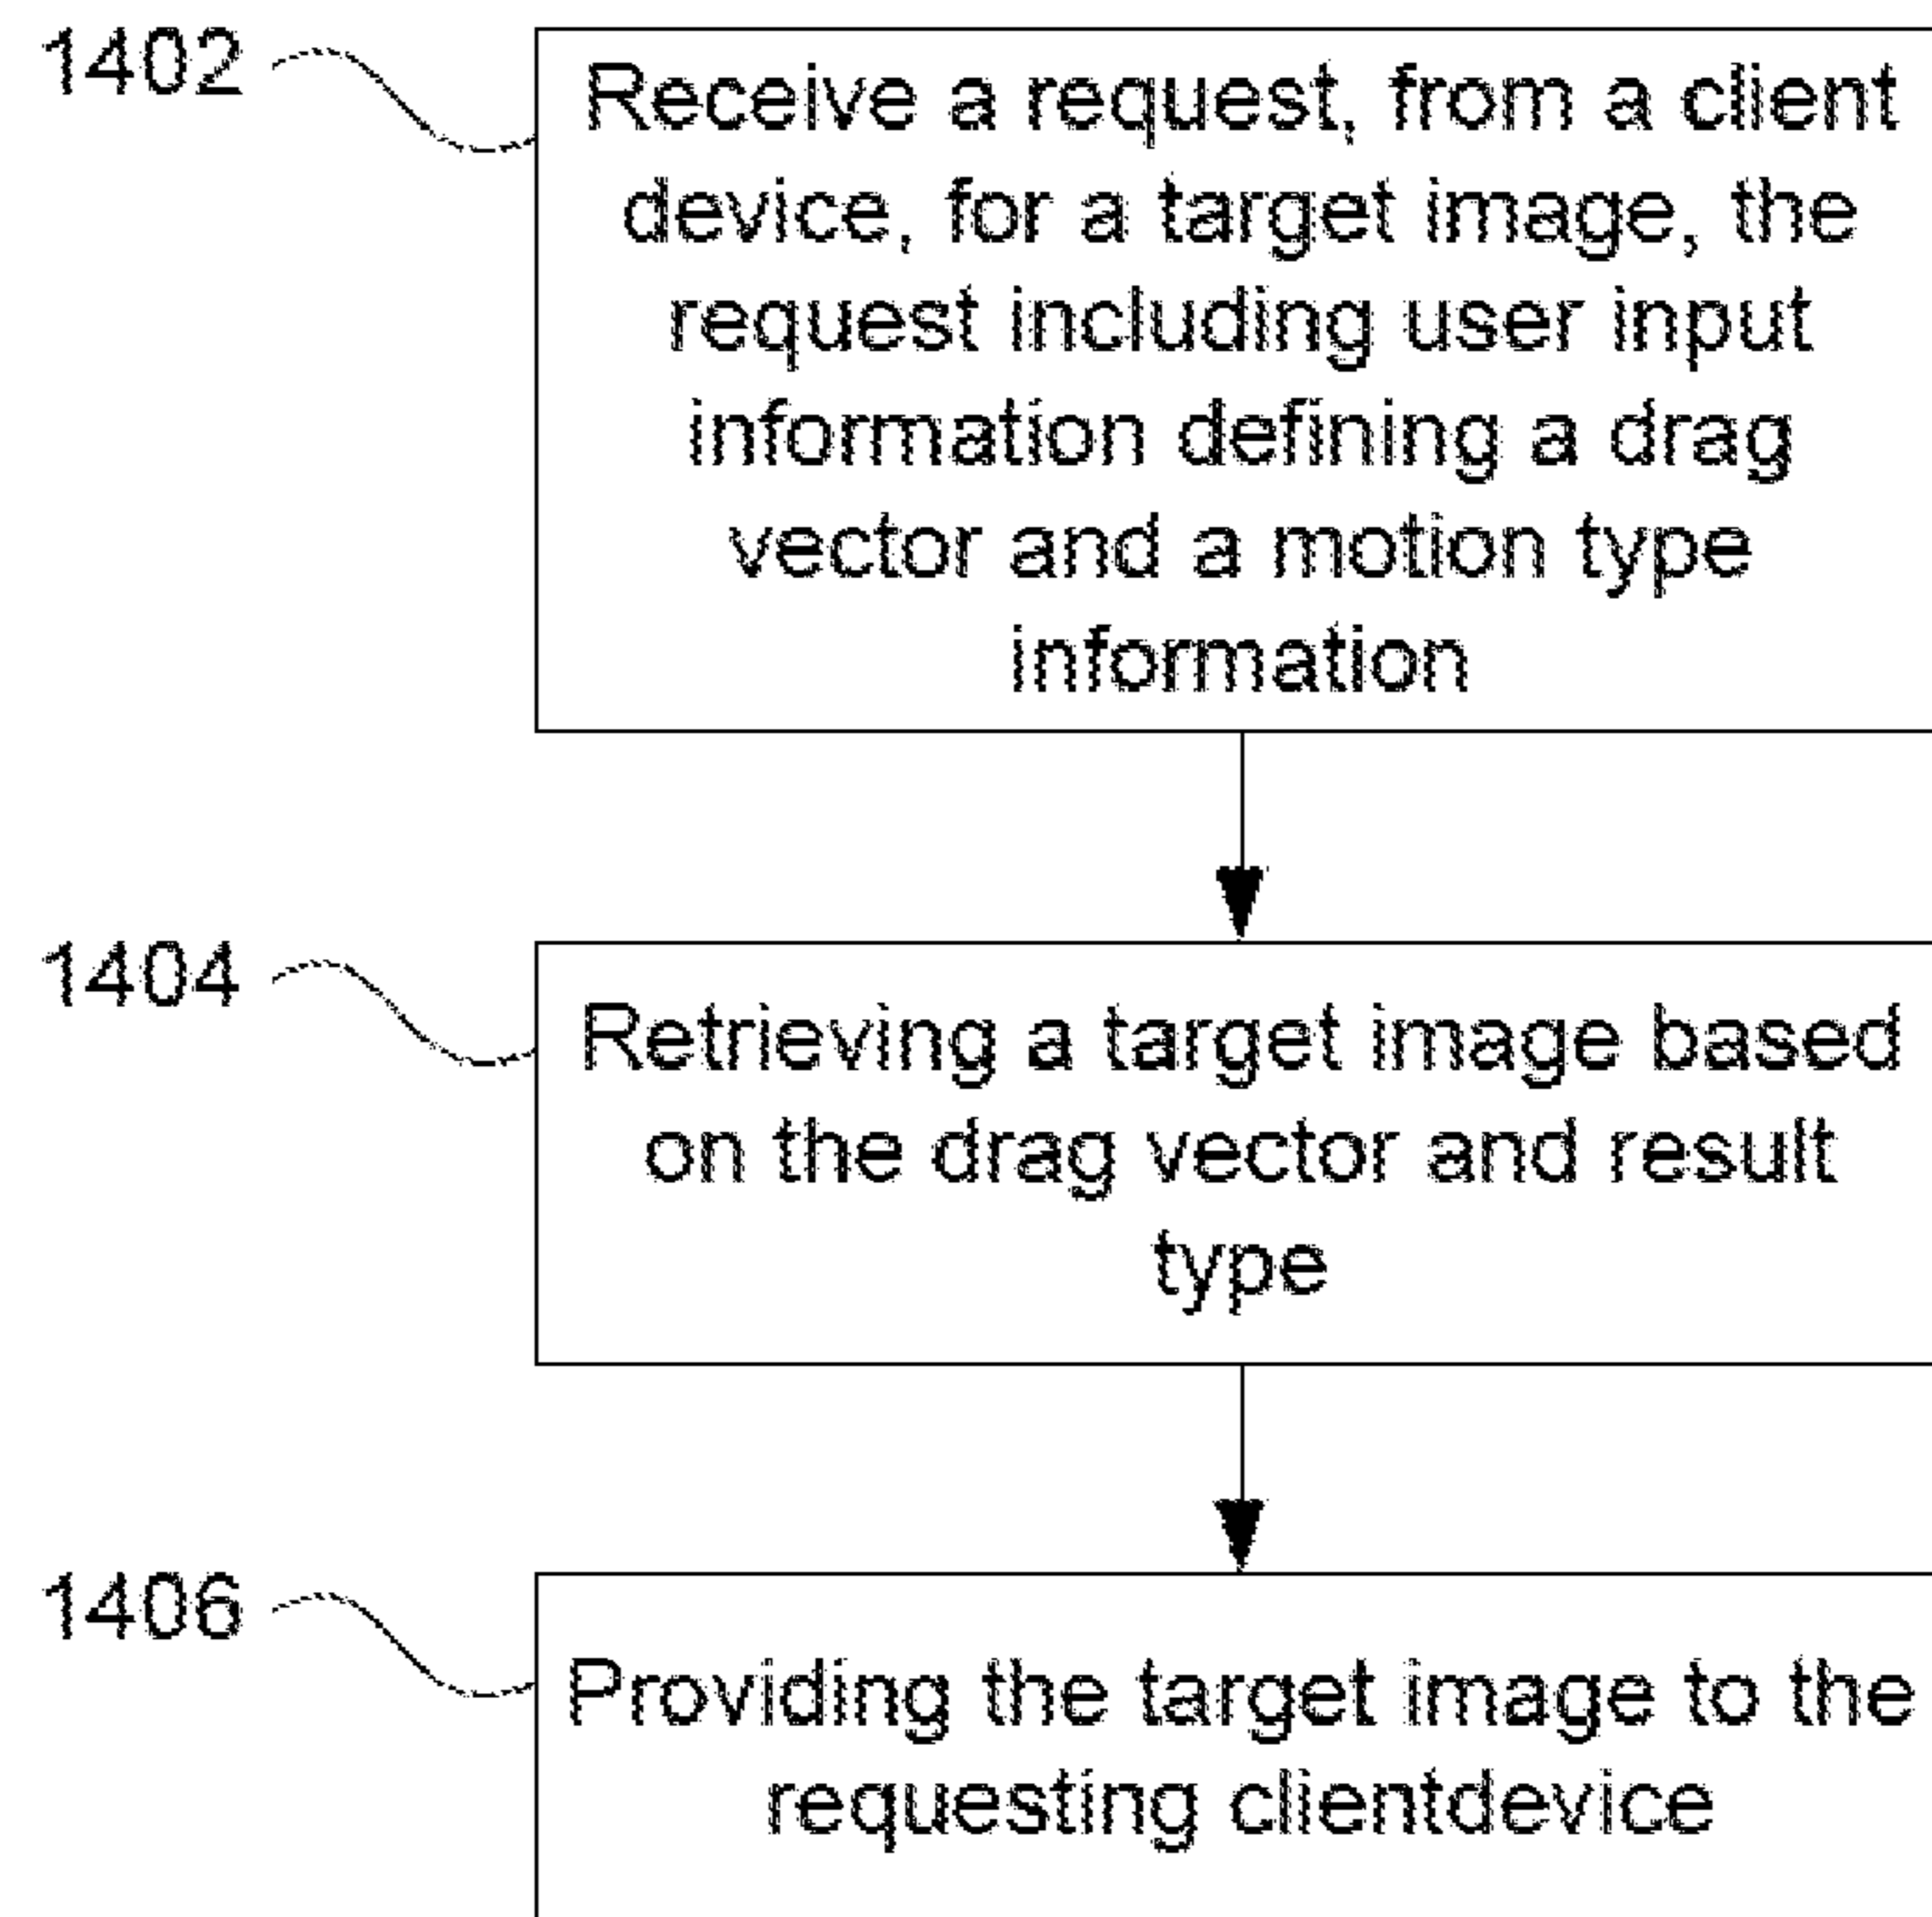 1402
Receive a request, from a client
device, for a target image, the
request including user input
information defining a drag
vector and a motion type
information
1404
Retrieving a target image based
on the drag vector and result
type
1406
Providing the target image to the
requesting clientdevice